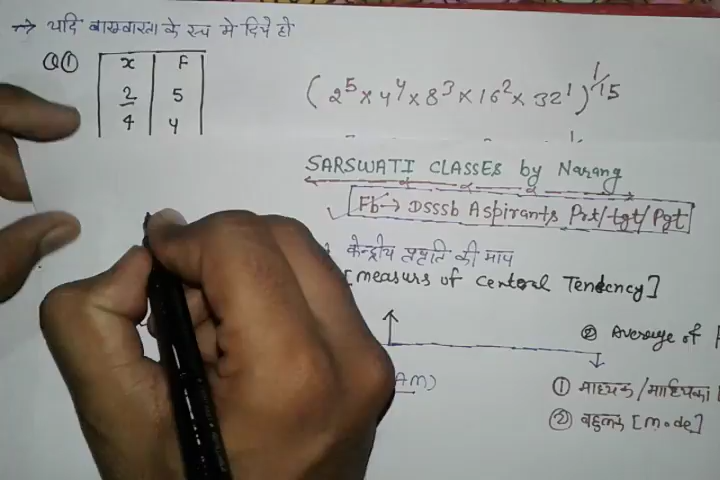 → यदि बारम्बारता के रूप मे दिये हो
Q① x F
2 5
4 4
(2⁵×4⁴×8³×16²×32¹)^1/15
SARSWATI CLASSES by Narang
Fb → Dsssb Aspirants Prt/tgt/Pgt
केन्द्रीय प्रवृति की माप
[measurs of Central Tendency]
② Average of
AM)
① माध्यक/माध्यिका [
② बहुलक [mode]